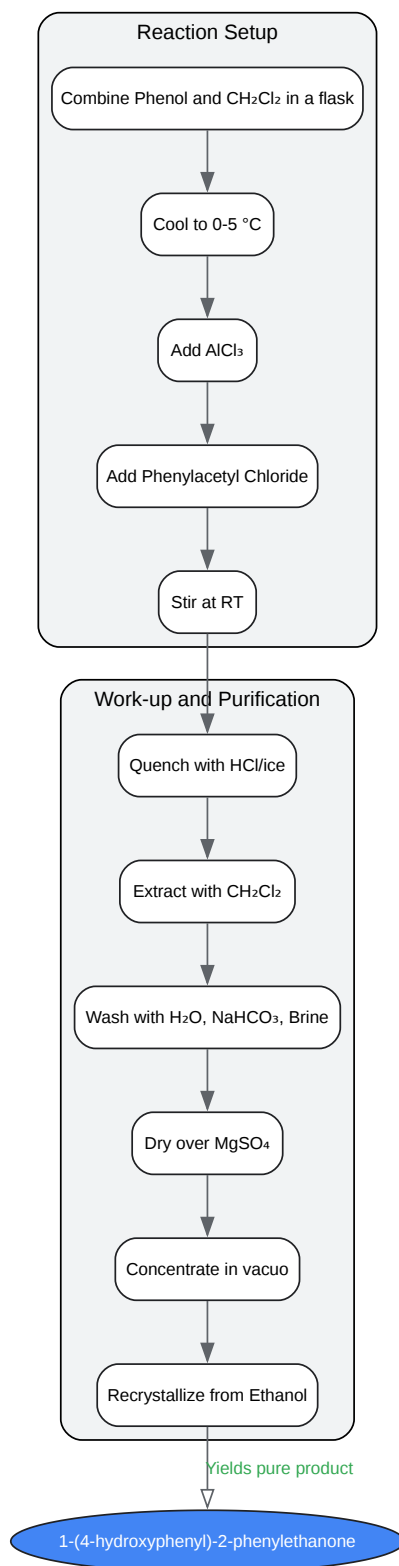 Reaction Setup
Combine Phenol and CH₂Cl₂ in a flask
Cool to 0-5 °C
Add AlCl₃
Add Phenylacetyl Chloride
Stir at RT
Work-up and Purification
Quench with HCl/ice
Extract with CH₂Cl₂
Wash with H₂O, NaHCO₃, Brine
Dry over MgSO₄
Concentrate in vacuo
Recrystallize from Ethanol
Yields pure product
1-(4-hydroxyphenyl)-2-phenylethanone